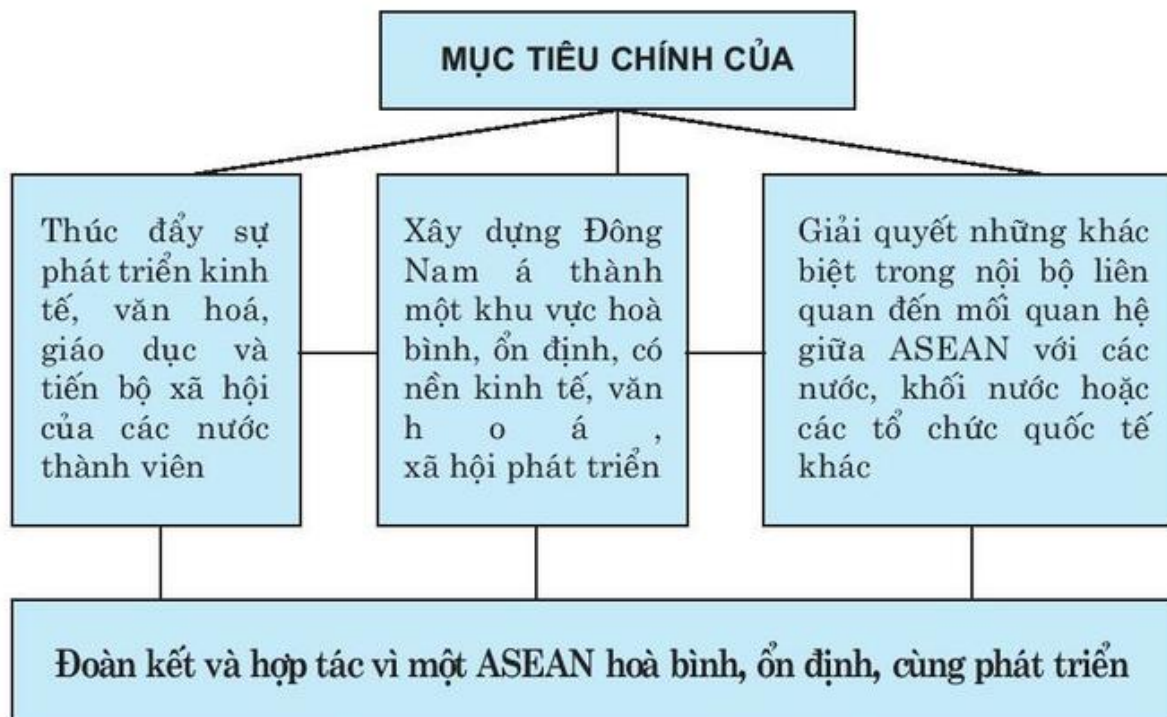 MỤC TIÊU CHÍNH CỦA
Thúc đẩy sự
phát triển kinh
tế, văn hoá,
giáo dục và
tiến bộ xã hội
của các nước
thành viên
Xây dựng Đông
Nam á thành
một khu vực hoà
bình, ổn định, có
nền kinh tế, văn
h o á ,
xã hội phát triển
Giải quyết những khác
biệt trong nội bộ liên
quan đến mối quan hệ
giữa ASEAN với các
nước, khối nước hoặc
các tổ chức quốc tế
khác
Đoàn kết và hợp tác vì một ASEAN hoà bình, ổn định, cùng phát triển